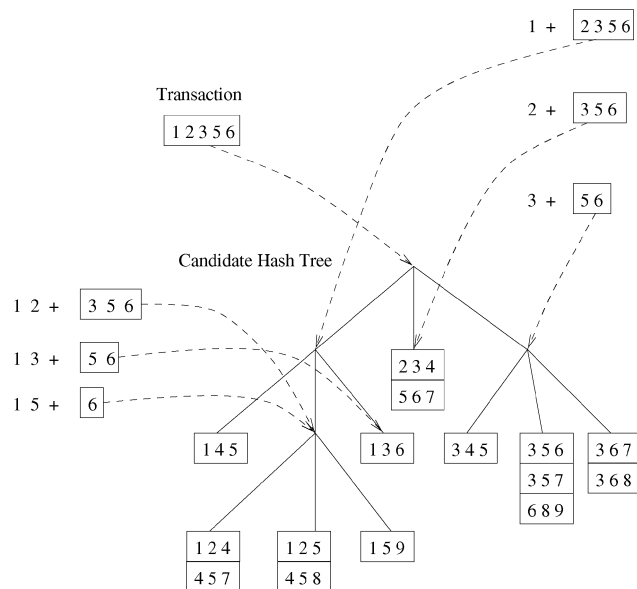 1 + 2 3 5 6
Transaction
2 + 3 5 6
1 2 3 5 6
3 + 5 6
Candidate Hash Tree
1 2 + 3 5 6
1 3 + 5 6
1 5 + 6
2 3 4
5 6 7
1 4 5
1 3 6
3 4 5
3 5 6
3 6 7
3 5 7
3 6 8
6 8 9
1 2 4
1 2 5
1 5 9
4 5 7
4 5 8